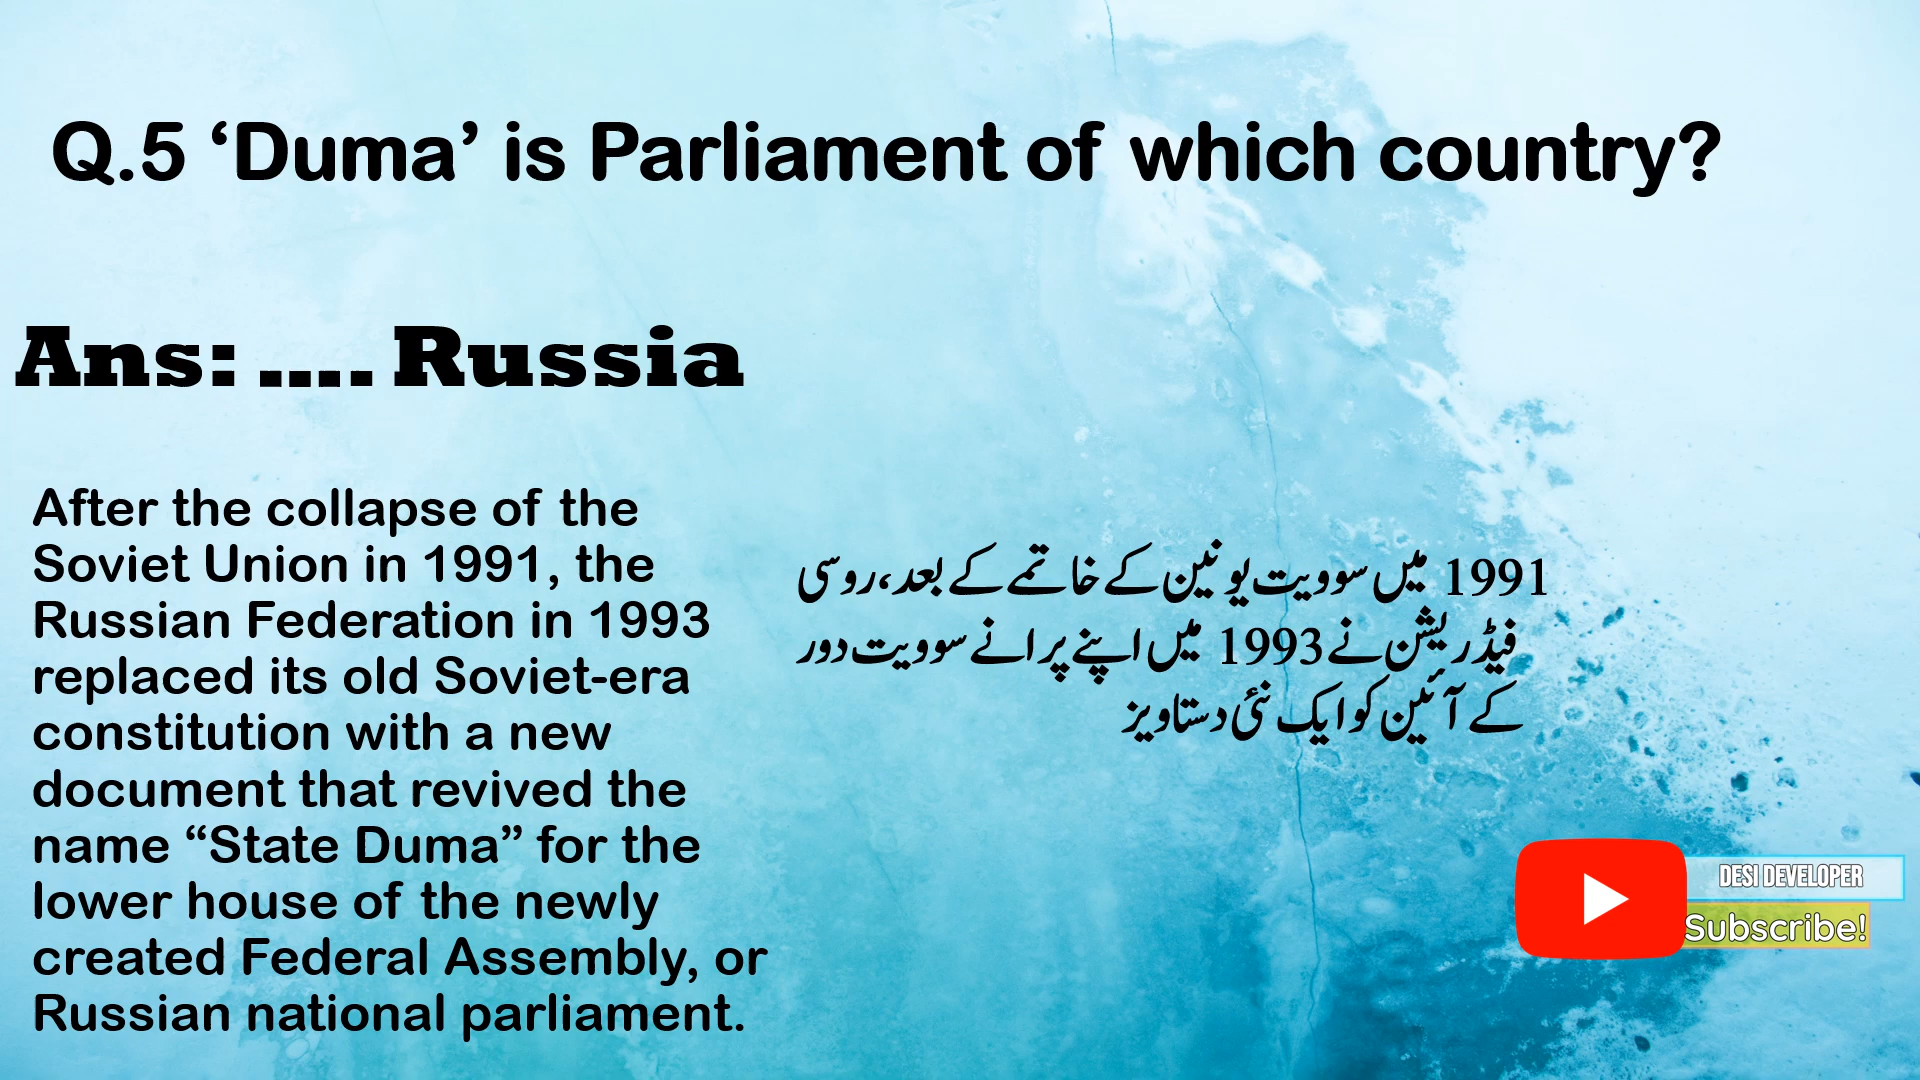 Q.5 ‘Duma’ is Parliament of which country?
Ans: .... Russia
After the collapse of the
Soviet Union in 1991, the
Russian Federation in 1993
replaced its old Soviet-era
constitution with a new
document that revived the
name “State Duma” for the
lower house of the newly
created Federal Assembly, or
Russian national parliament.
1991 میں سوویت یونین کے خاتمے کے بعد، روسی
فیڈریشن نے 1993 میں اپنے پرانے سوویت دور
کے آئین کو ایک نئی دستاویز
DESI DEVELOPER
Subscribe!